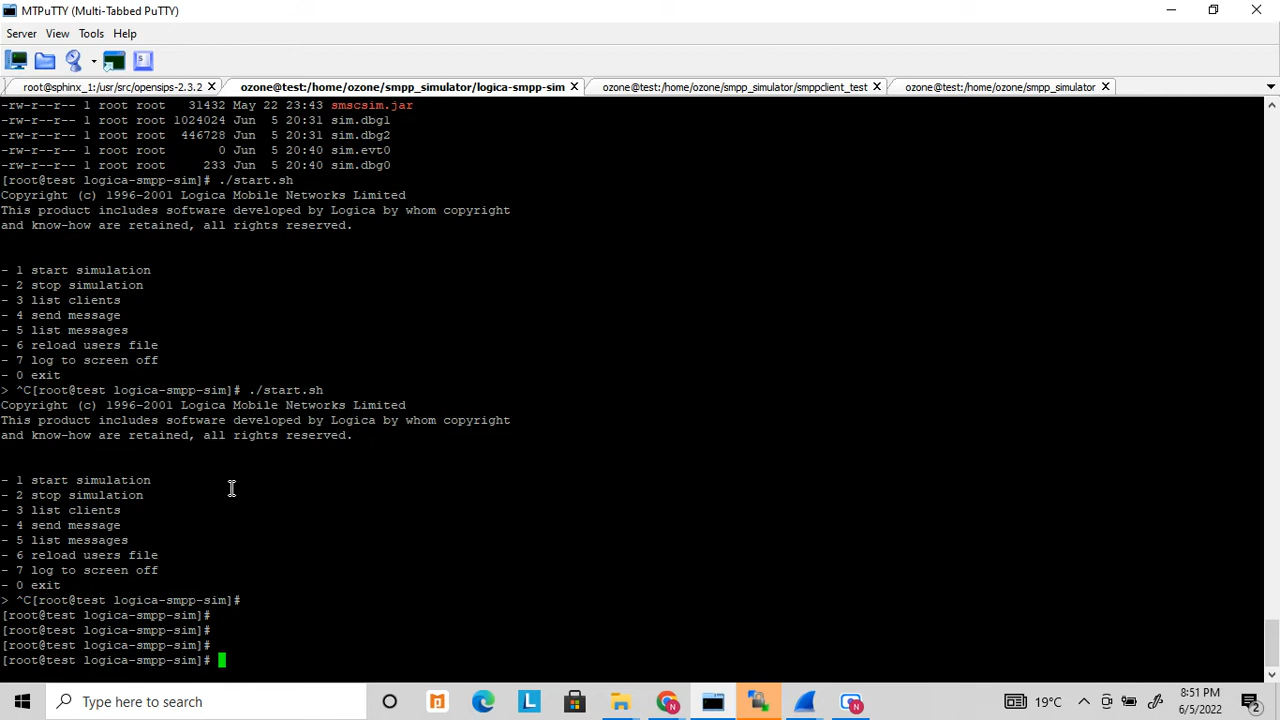 MTPuTTY (Multi-Tabbed PuTTY)
Server View Tools Help
root@sphinx_1:/usr/src/opensips-2.3.2
ozone@test:/home/ozone/smpp_simulator/logica-smpp-sim
ozone@test:/home/ozone/smpp_simulator/smppclient_test
ozone@test:/home/ozone/smpp_simulator
-rw-r--r-- 1 root root   31432 May 22 23:43 smscsim.jar
-rw-r--r-- 1 root root 1024024 Jun  5 20:31 sim.dbg1
-rw-r--r-- 1 root root  446728 Jun  5 20:31 sim.dbg2
-rw-r--r-- 1 root root       0 Jun  5 20:40 sim.evt0
-rw-r--r-- 1 root root     233 Jun  5 20:40 sim.dbg0
[root@test logica-smpp-sim]# ./start.sh
Copyright (c) 1996-2001 Logica Mobile Networks Limited
This product includes software developed by Logica by whom copyright
and know-how are retained, all rights reserved.
- 1 start simulation
- 2 stop simulation
- 3 list clients
- 4 send message
- 5 list messages
- 6 reload users file
- 7 log to screen off
- 0 exit
> ^C[root@test logica-smpp-sim]# ./start.sh
Copyright (c) 1996-2001 Logica Mobile Networks Limited
This product includes software developed by Logica by whom copyright
and know-how are retained, all rights reserved.
- 1 start simulation
- 2 stop simulation
- 3 list clients
- 4 send message
- 5 list messages
- 6 reload users file
- 7 log to screen off
- 0 exit
> ^C[root@test logica-smpp-sim]#
[root@test logica-smpp-sim]#
[root@test logica-smpp-sim]#
[root@test logica-smpp-sim]#
[root@test logica-smpp-sim]#
Type here to search
19°C
8:51 PM
6/5/2022
2